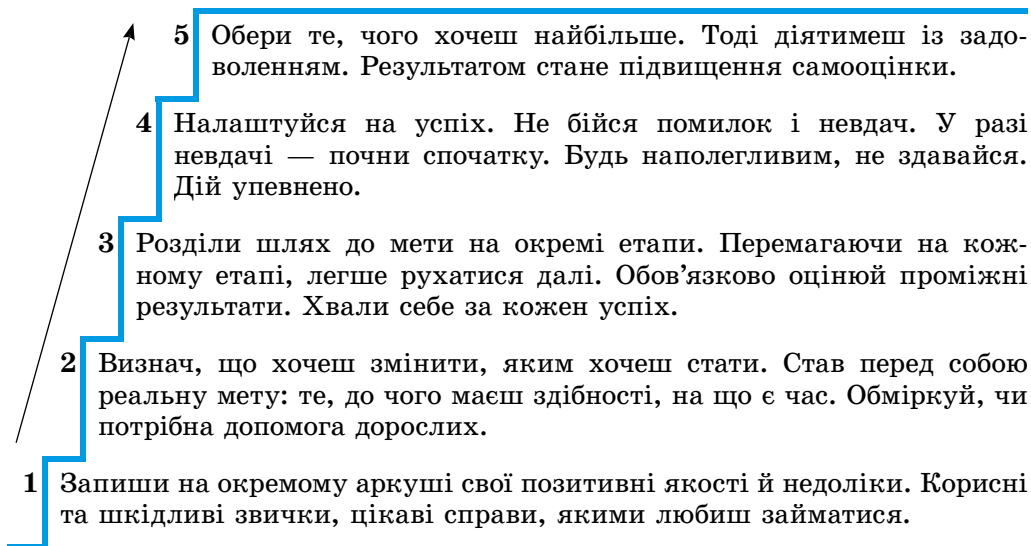 5 Обери те, чого хочеш найбільше. Тоді діятимеш із задо-
воленням. Результатом стане підвищення самооцінки.
4 Налаштуйся на успіх. Не бійся помилок і невдач. У разі
невдачі — почни спочатку. Будь наполегливим, не здавайся.
Дій упевнено.
3 Розділи шлях до мети на окремі етапи. Перемагаючи на кож-
ному етапі, легше рухатися далі. Обов’язково оцінюй проміжні
результати. Хвали себе за кожен успіх.
2 Визнач, що хочеш змінити, яким хочеш стати. Став перед собою
реальну мету: те, до чого маєш здібності, на що є час. Обміркуй, чи
потрібна допомога дорослих.
1 Запиши на окремому аркуші свої позитивні якості й недоліки. Корисні
та шкідливі звички, цікаві справи, якими любиш займатися.